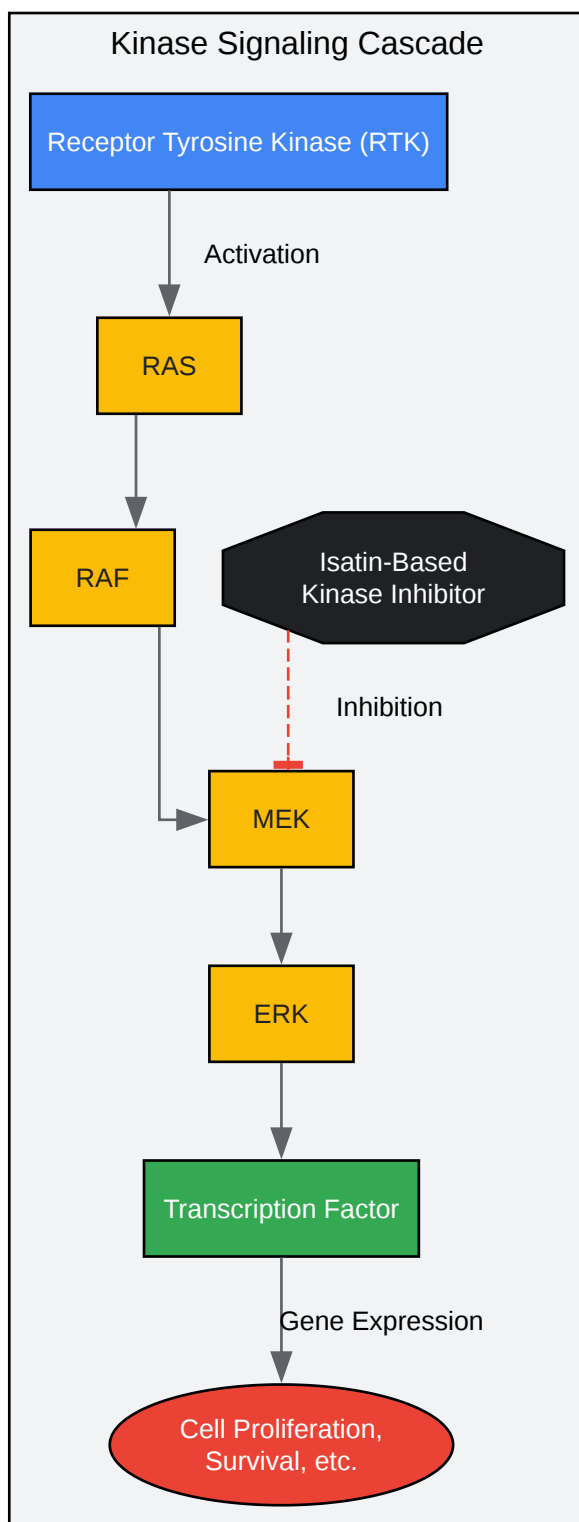 Kinase Signaling Cascade
Receptor Tyrosine Kinase (RTK)
Activation
RAS
RAF
Isatin-Based
Kinase Inhibitor
Inhibition
MEK
ERK
Transcription Factor
Gene Expression
Cell Proliferation,
Survival, etc.